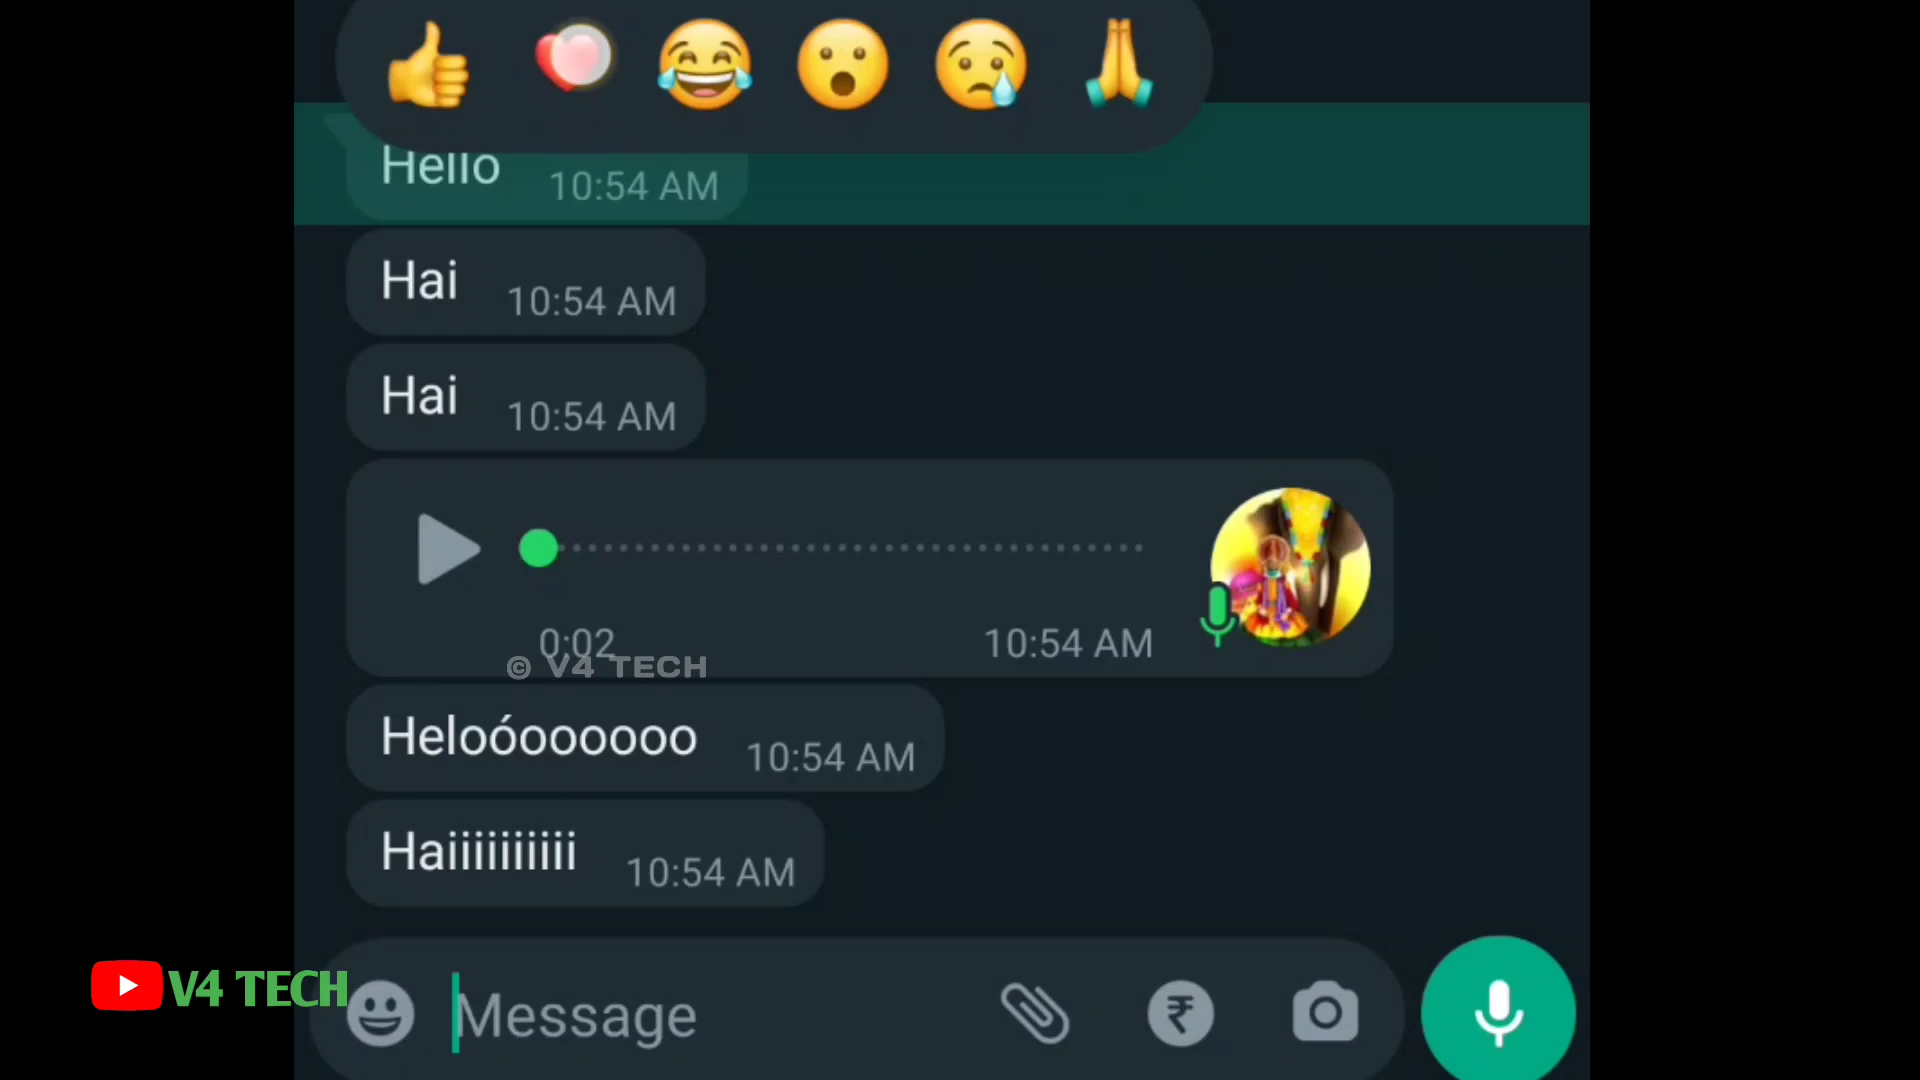 Hello 10:54 AM
Hai 10:54 AM
Hai 10:54 AM
0:02 10:54 AM
© V4 TECH
Heloóoooooo 10:54 AM
Haiiiiiiiiii 10:54 AM
V4 TECH
Message